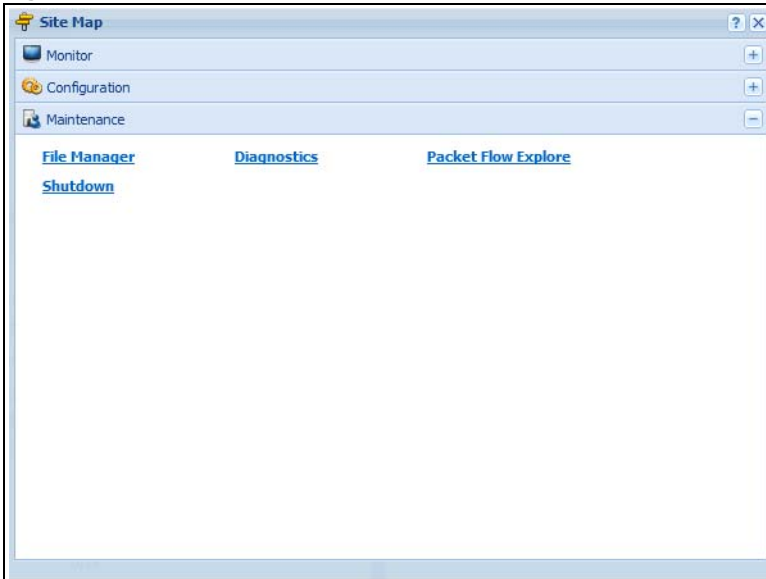 Site Map
Monitor
Configuration
Maintenance
File Manager Diagnostics Packet Flow Explore
Shutdown